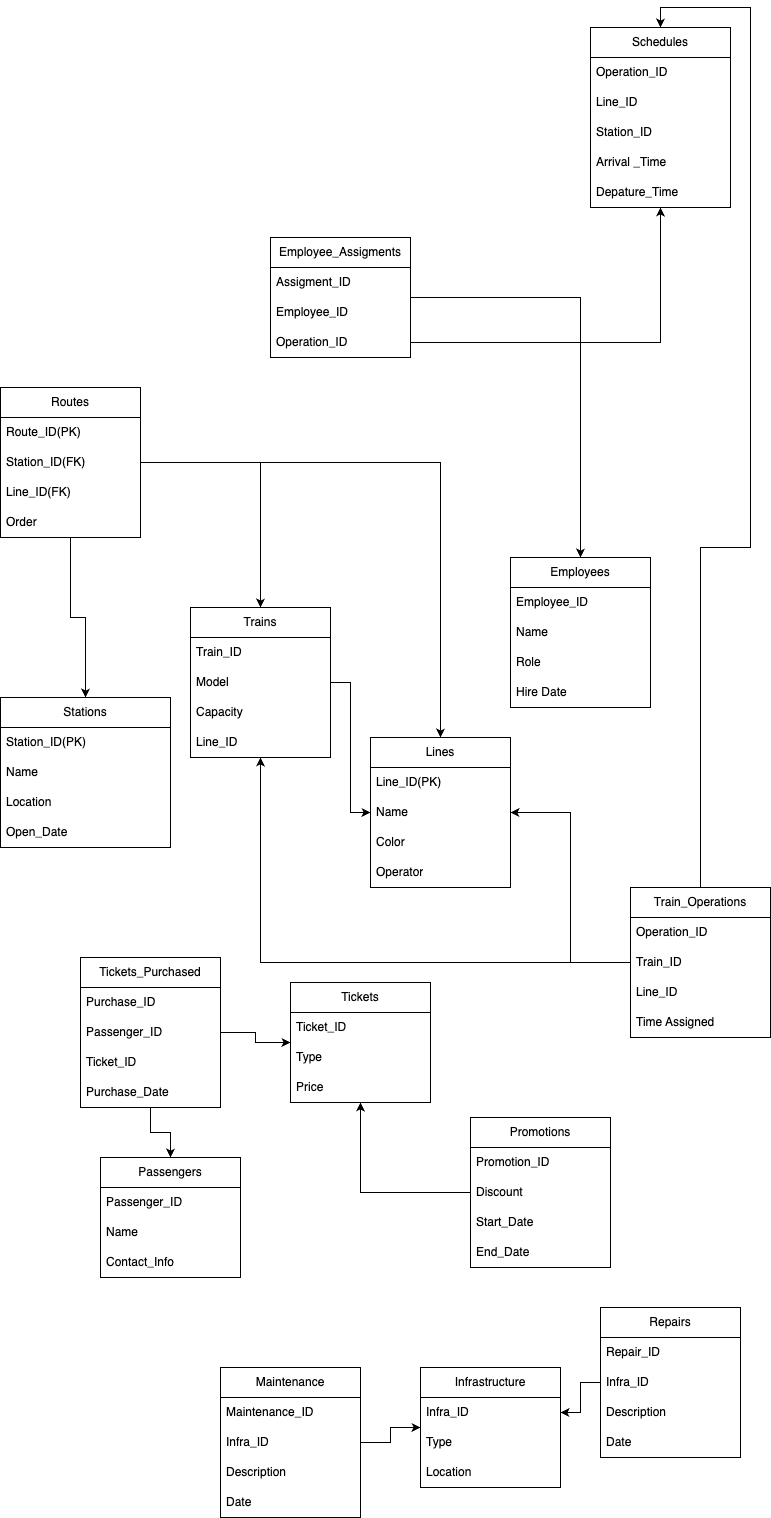 Schedules
Operation_ID
Line_ID
Station_ID
Arrival _Time
Depature_Time
Employee_Assigments
Assigment_ID
Employee_ID
Operation_ID
Routes
Route_ID(PK)
Station_ID(FK)
Line_ID(FK)
Order
Employees
Employee_ID
Name
Role
Hire Date
Trains
Train_ID
Model
Capacity
Line_ID
Stations
Station_ID(PK)
Name
Location
Open_Date
Lines
Line_ID(PK)
Name
Color
Operator
Train_Operations
Operation_ID
Train_ID
Line_ID
Time Assigned
Tickets_Purchased
Purchase_ID
Passenger_ID
Ticket_ID
Purchase_Date
Tickets
Ticket_ID
Type
Price
Promotions
Promotion_ID
Discount
Start_Date
End_Date
Passengers
Passenger_ID
Name
Contact_Info
Repairs
Repair_ID
Infra_ID
Description
Date
Maintenance
Maintenance_ID
Infra_ID
Description
Date
Infrastructure
Infra_ID
Type
Location